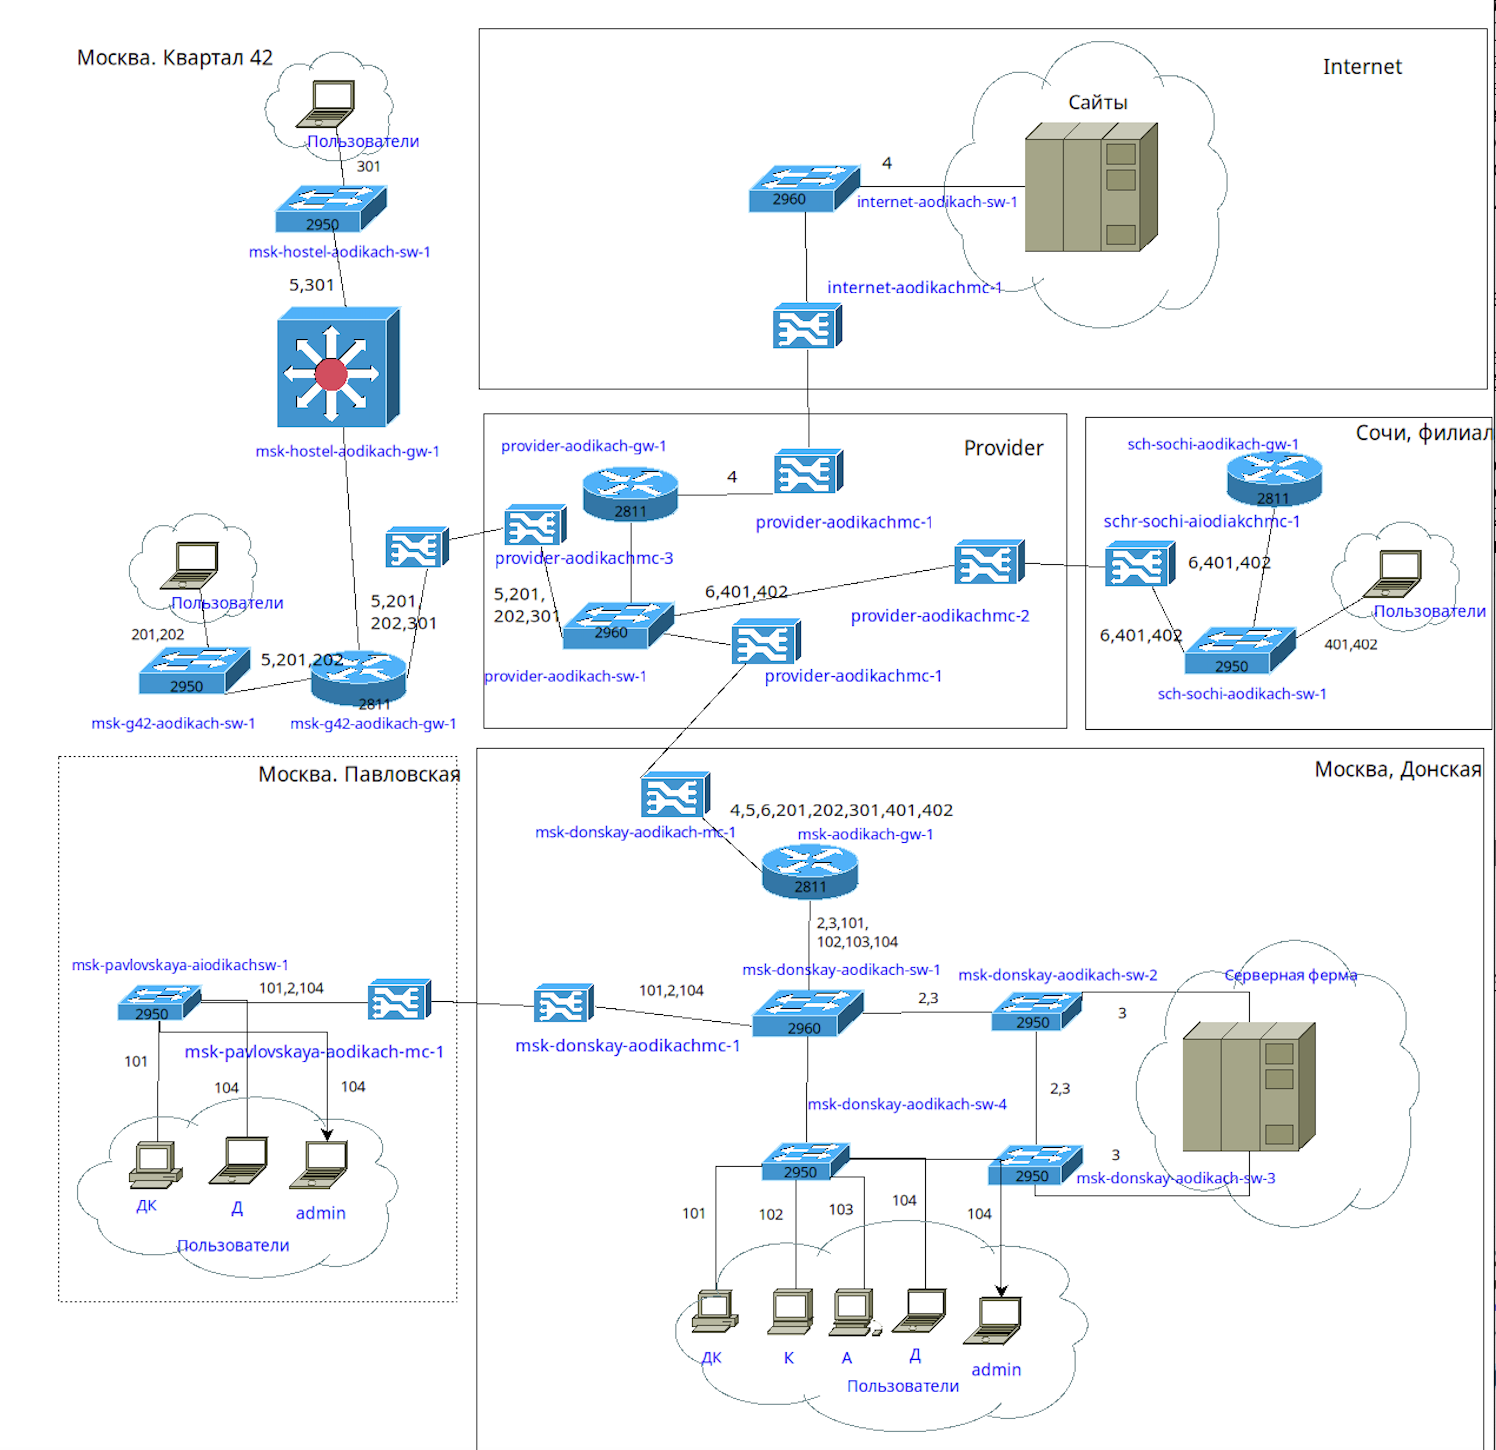 Москва. Квартал 42
Пользователи
301
2950
msk-hostel-aodikach-sw-1
5,301
msk-hostel-aodikach-gw-1
Пользователи
201,202
2950
msk-g42-aodikach-sw-1
5,201,202
2811
msk-g42-aodikach-gw-1
5,201,
202,301
Internet
Сайты
4
2960
internet-aodikach-sw-1
internet-aodikachmc-1
Provider
provider-aodikach-gw-1
2811
4
provider-aodikachmc-1
provider-aodikachmc-3
5,201,
202,301
2960
provider-aodikach-sw-1
6,401,402
provider-aodikachmc-2
provider-aodikachmc-1
Сочи, филиал
sch-sochi-aodikach-gw-1
2811
schr-sochi-aiodiakchmc-1
6,401,402
Пользователи
6,401,402
401,402
2950
sch-sochi-aodikach-sw-1
Москва. Павловская
msk-pavlovskaya-aiodikachsw-1
2950
101,2,104
msk-pavlovskaya-aodikach-mc-1
101
104
104
ДК
Д
admin
Пользователи
Москва, Донская
msk-donskay-aodikach-mc-1
4,5,6,201,202,301,401,402
msk-aodikach-gw-1
2811
2,3,101,
102,103,104
msk-donskay-aodikach-sw-1
msk-donskay-aodikach-sw-2
Серверная ферма
101,2,104
2960
2,3
2950
3
msk-donskay-aodikachmc-1
2,3
msk-donskay-aodikach-sw-4
2950
2950
3
msk-donskay-aodikach-sw-3
101
102
103
104
104
ДК
К
А
Д
admin
Пользователи